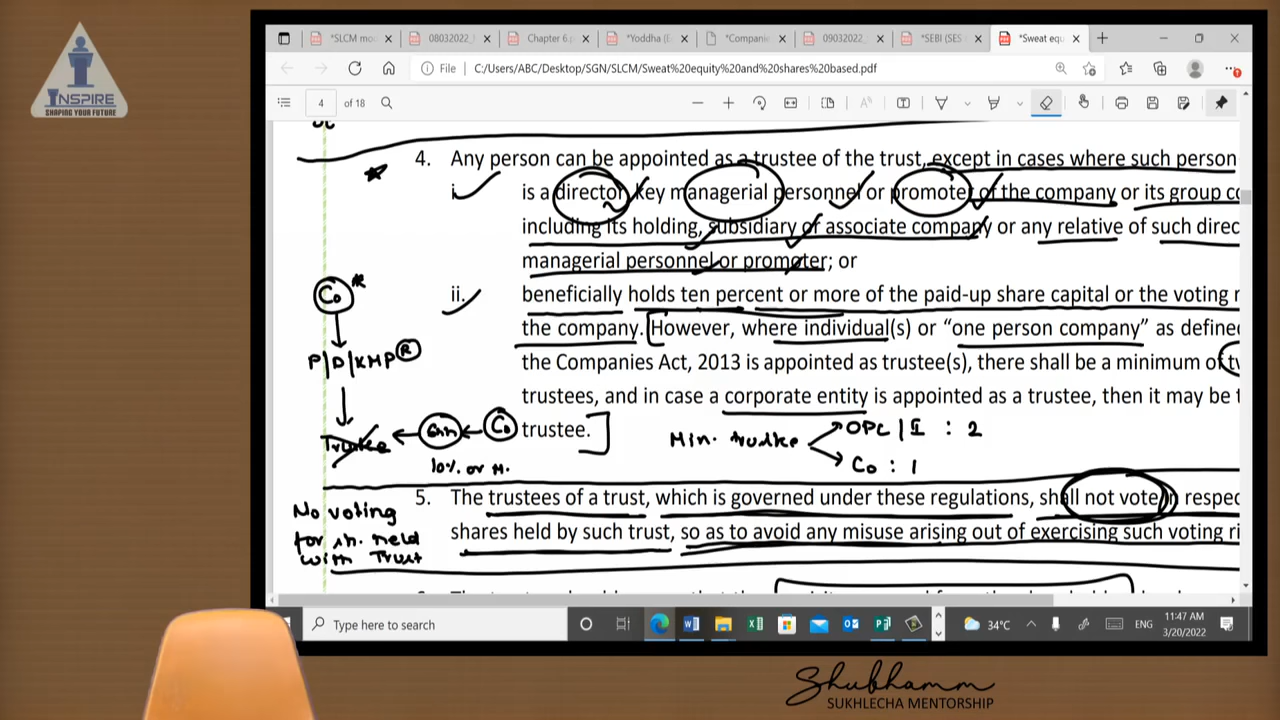 INSPIRE
SHAPING YOUR FUTURE
*SLCM mo
08032022_
Chapter 6.
*Yoddha (E
*Compani
09032022_
*SEBI (SES
*Sweat equ
File
C:/Users/ABC/Desktop/SGN/SLCM/Sweat%20equity%20and%20shares%20based.pdf
4 of 18
4. Any person can be appointed as a trustee of the trust, except in cases where such person
i. is a director, key managerial personnel or promoter of the company or its group co
including its holding, subsidiary or associate company or any relative of such direc
managerial personnel or promoter; or
ii. beneficially holds ten percent or more of the paid-up share capital or the voting r
the company. However, where individual(s) or “one person company” as define
the Companies Act, 2013 is appointed as trustee(s), there shall be a minimum of tw
trustees, and in case a corporate entity is appointed as a trustee, then it may be t
trustee.
Co
P|D|KMP R
Trustee
Co
10% or M.
Min. trustee
OPC | I : 2
Co : 1
5. The trustees of a trust, which is governed under these regulations, shall not vote in respec
shares held by such trust, so as to avoid any misuse arising out of exercising such voting ri
No voting
for sh. held
with Trust
Type here to search
34°C
ENG
11:47 AM
3/20/2022
Shubhamm
SUKHLECHA MENTORSHIP